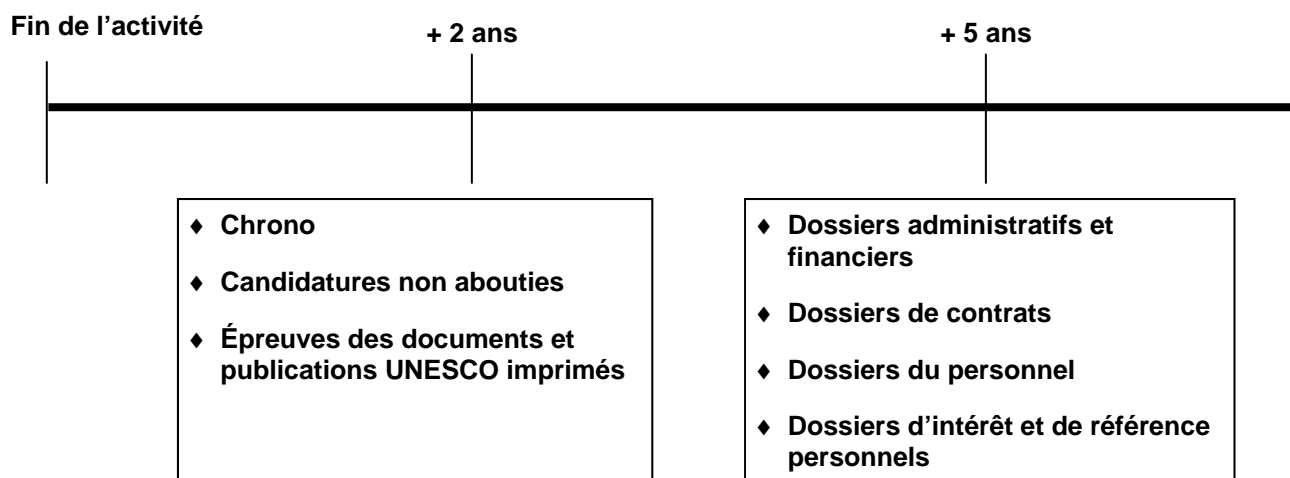 Fin de l’activité
+ 2 ans
+ 5 ans
♦ Chrono
♦ Candidatures non abouties
♦ Épreuves des documents et
publications UNESCO imprimés
♦ Dossiers administratifs et
financiers
♦ Dossiers de contrats
♦ Dossiers du personnel
♦ Dossiers d’intérêt et de référence
personnels